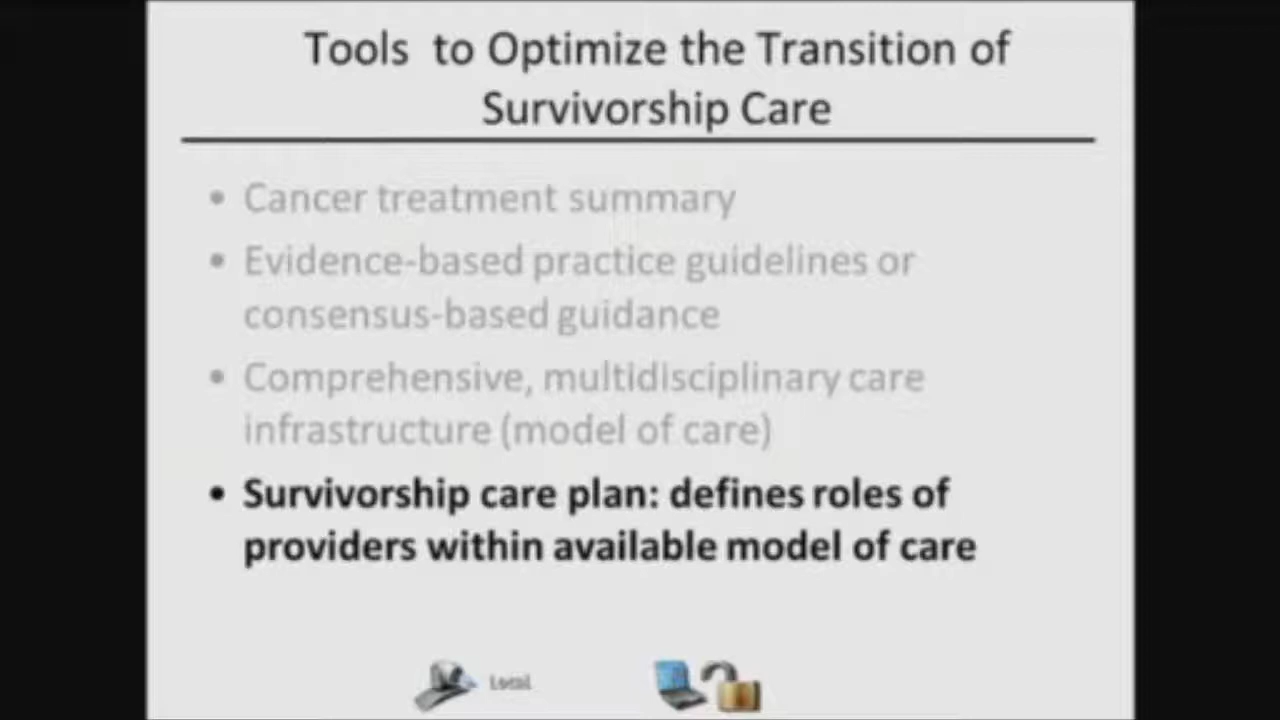 Tools to Optimize the Transition of
Survivorship Care
• Cancer treatment summary
• Evidence-based practice guidelines or
consensus-based guidance
• Comprehensive, multidisciplinary care
infrastructure (model of care)
• Survivorship care plan: defines roles of
providers within available model of care
Local